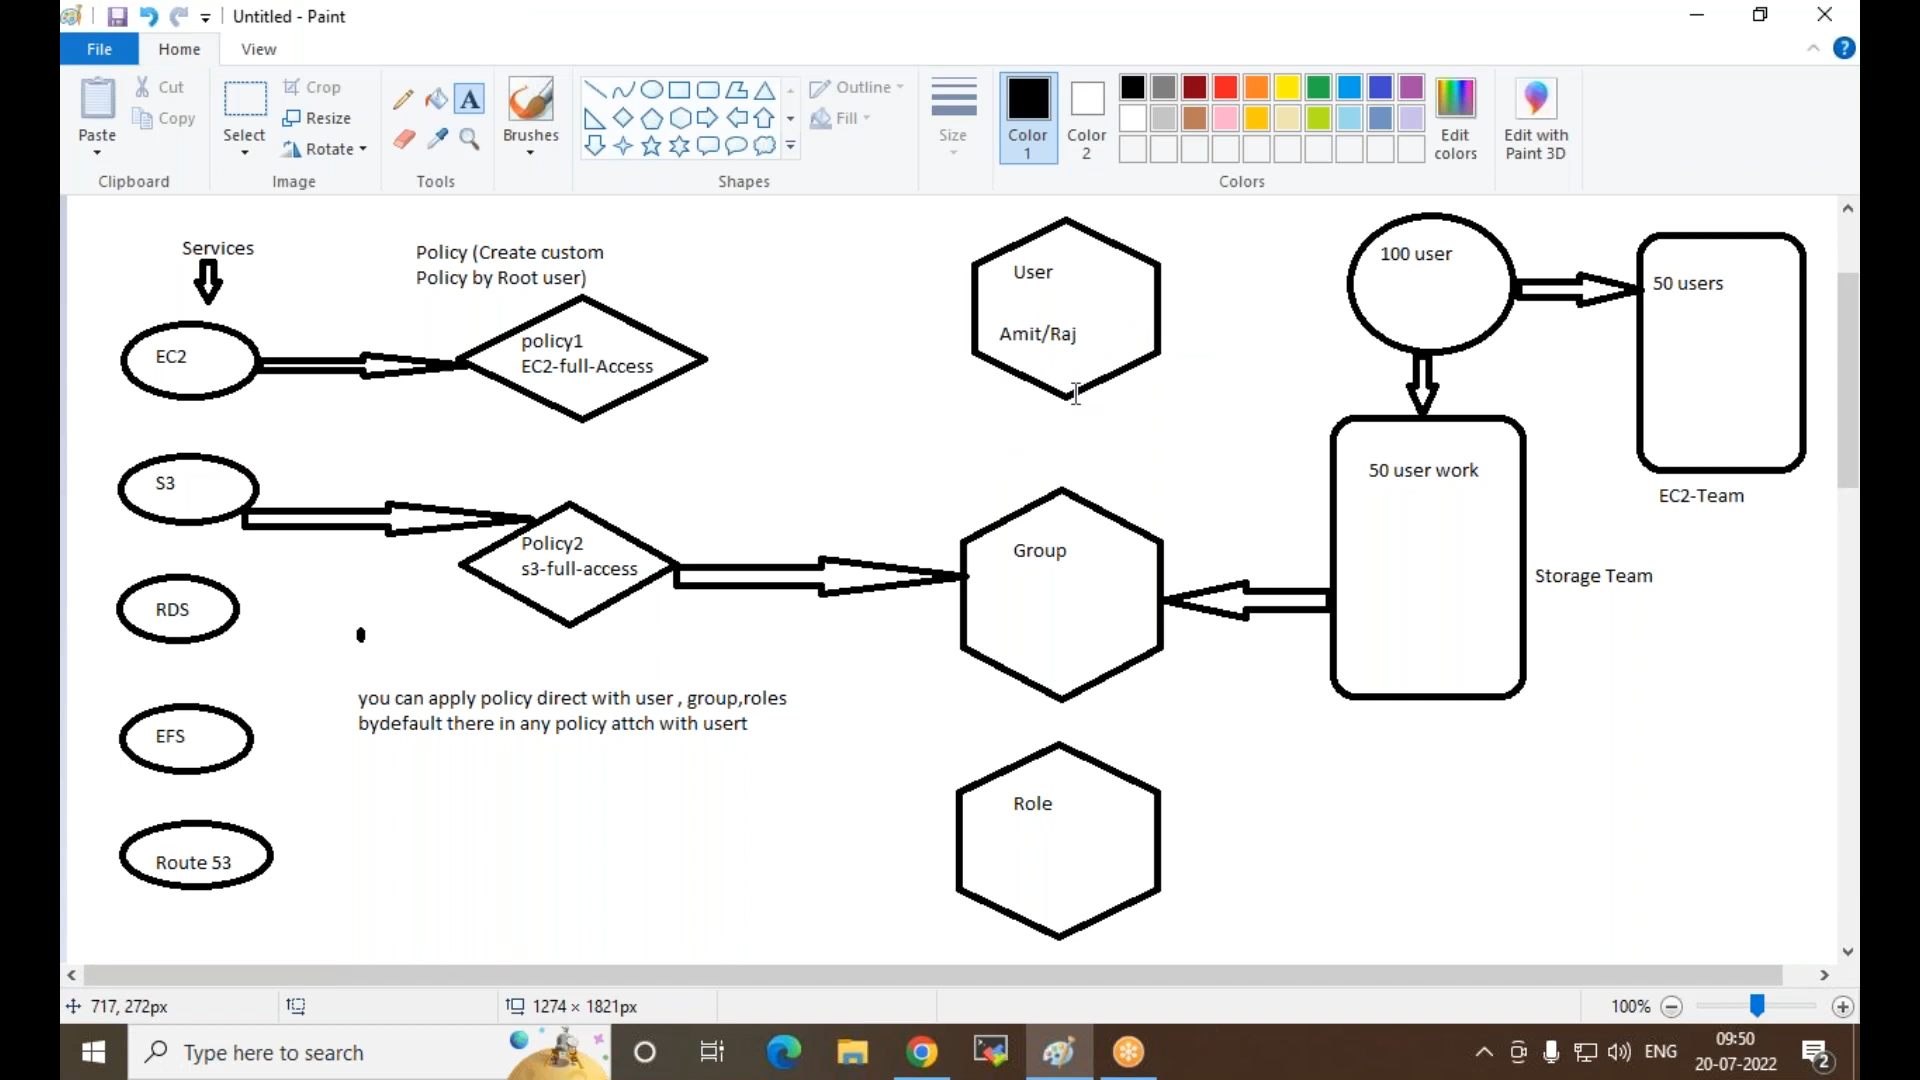 Untitled - Paint
File
Home
View
Paste
Cut
Copy
Clipboard
Select
Crop
Resize
Rotate
Image
A
Tools
Brushes
Shapes
Outline
Fill
Size
Color
1
Color
2
Edit
colors
Colors
Edit with
Paint 3D
?
Services
Policy (Create custom
Policy by Root user)
EC2
policy1
EC2-full-Access
User
Amit/Raj
100 user
50 users
S3
Policy2
s3-full-access
Group
50 user work
EC2-Team
Storage Team
RDS
you can apply policy direct with user , group,roles
bydefault there in any policy attch with usert
EFS
Role
Route 53
717, 272px
1274 × 1821px
100%
Type here to search
ENG
09:50
20-07-2022
2